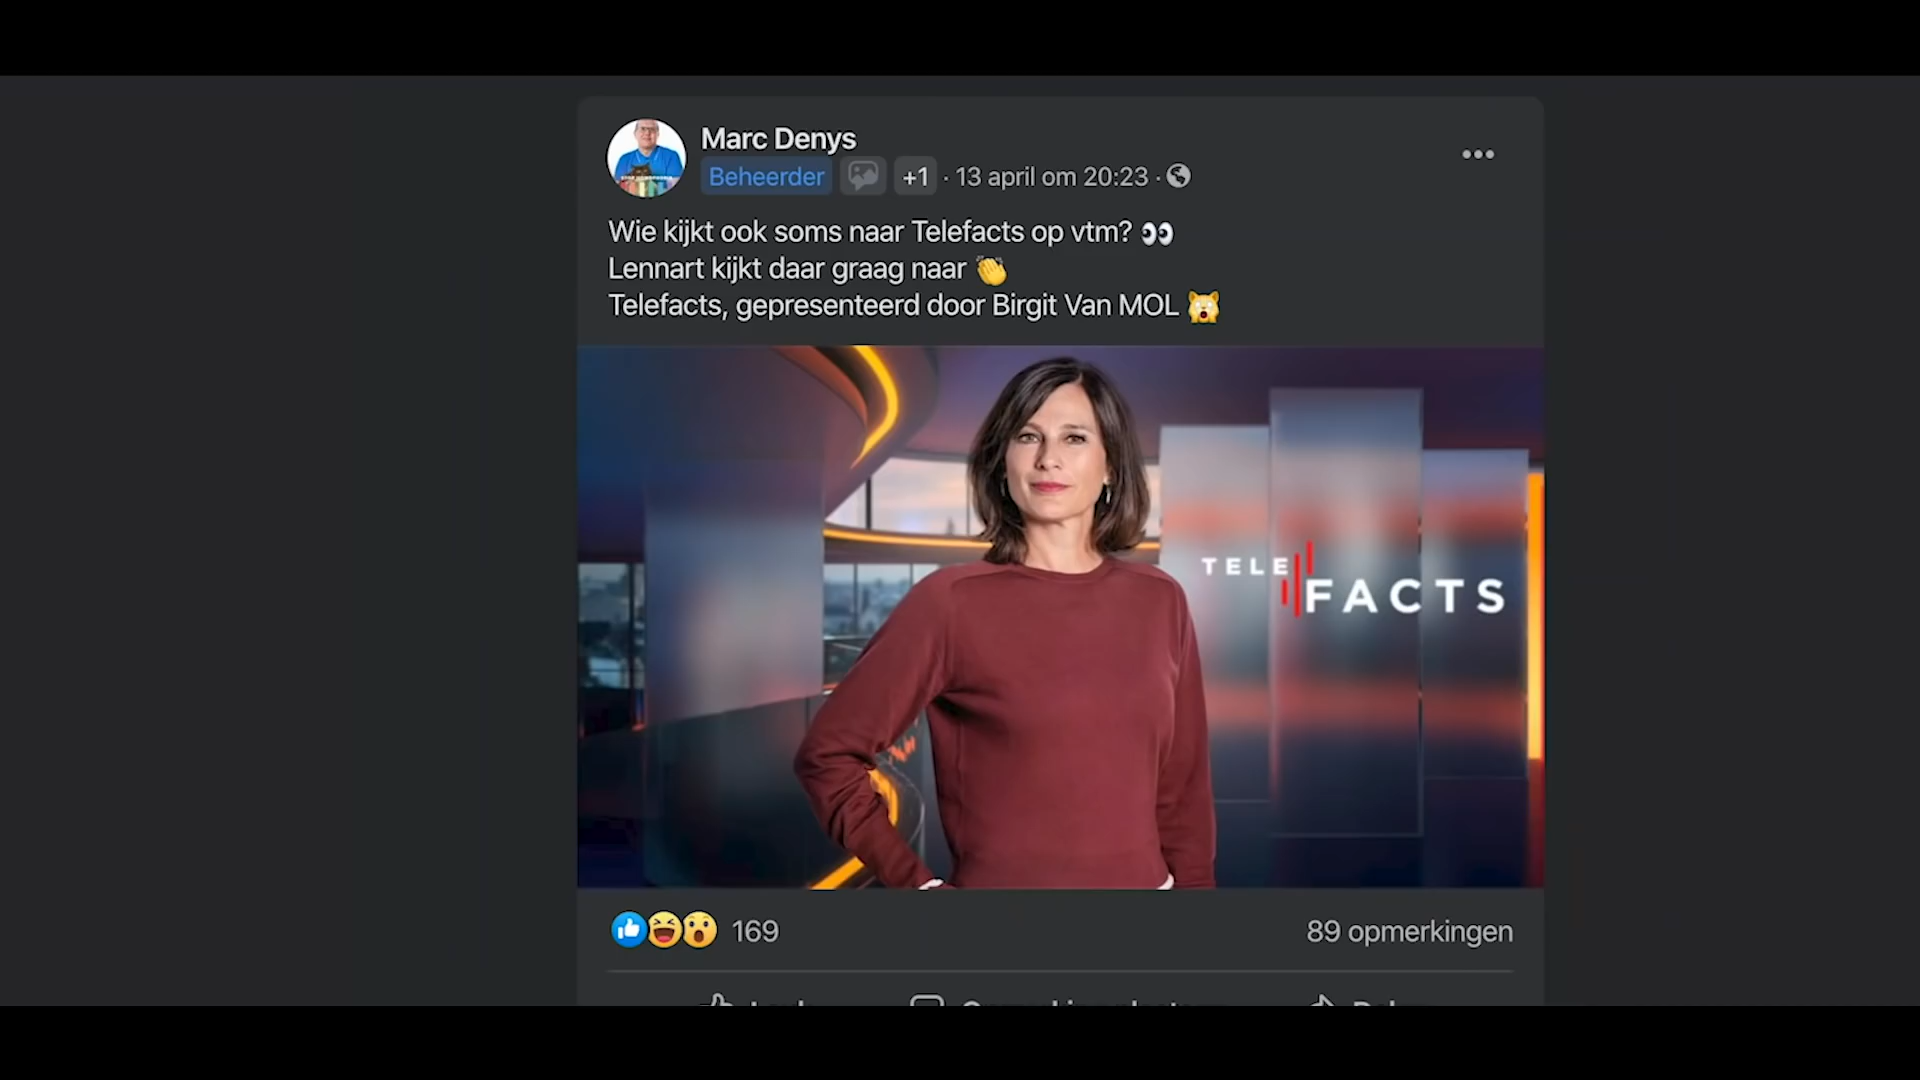 Marc Denys
Beheerder +1 · 13 april om 20:23 ·
Wie kijkt ook soms naar Telefacts op vtm? 👀
Lennart kijkt daar graag naar 👏
Telefacts, gepresenteerd door Birgit Van MOL 🙀
TELE
FACTS
169 89 opmerkingen